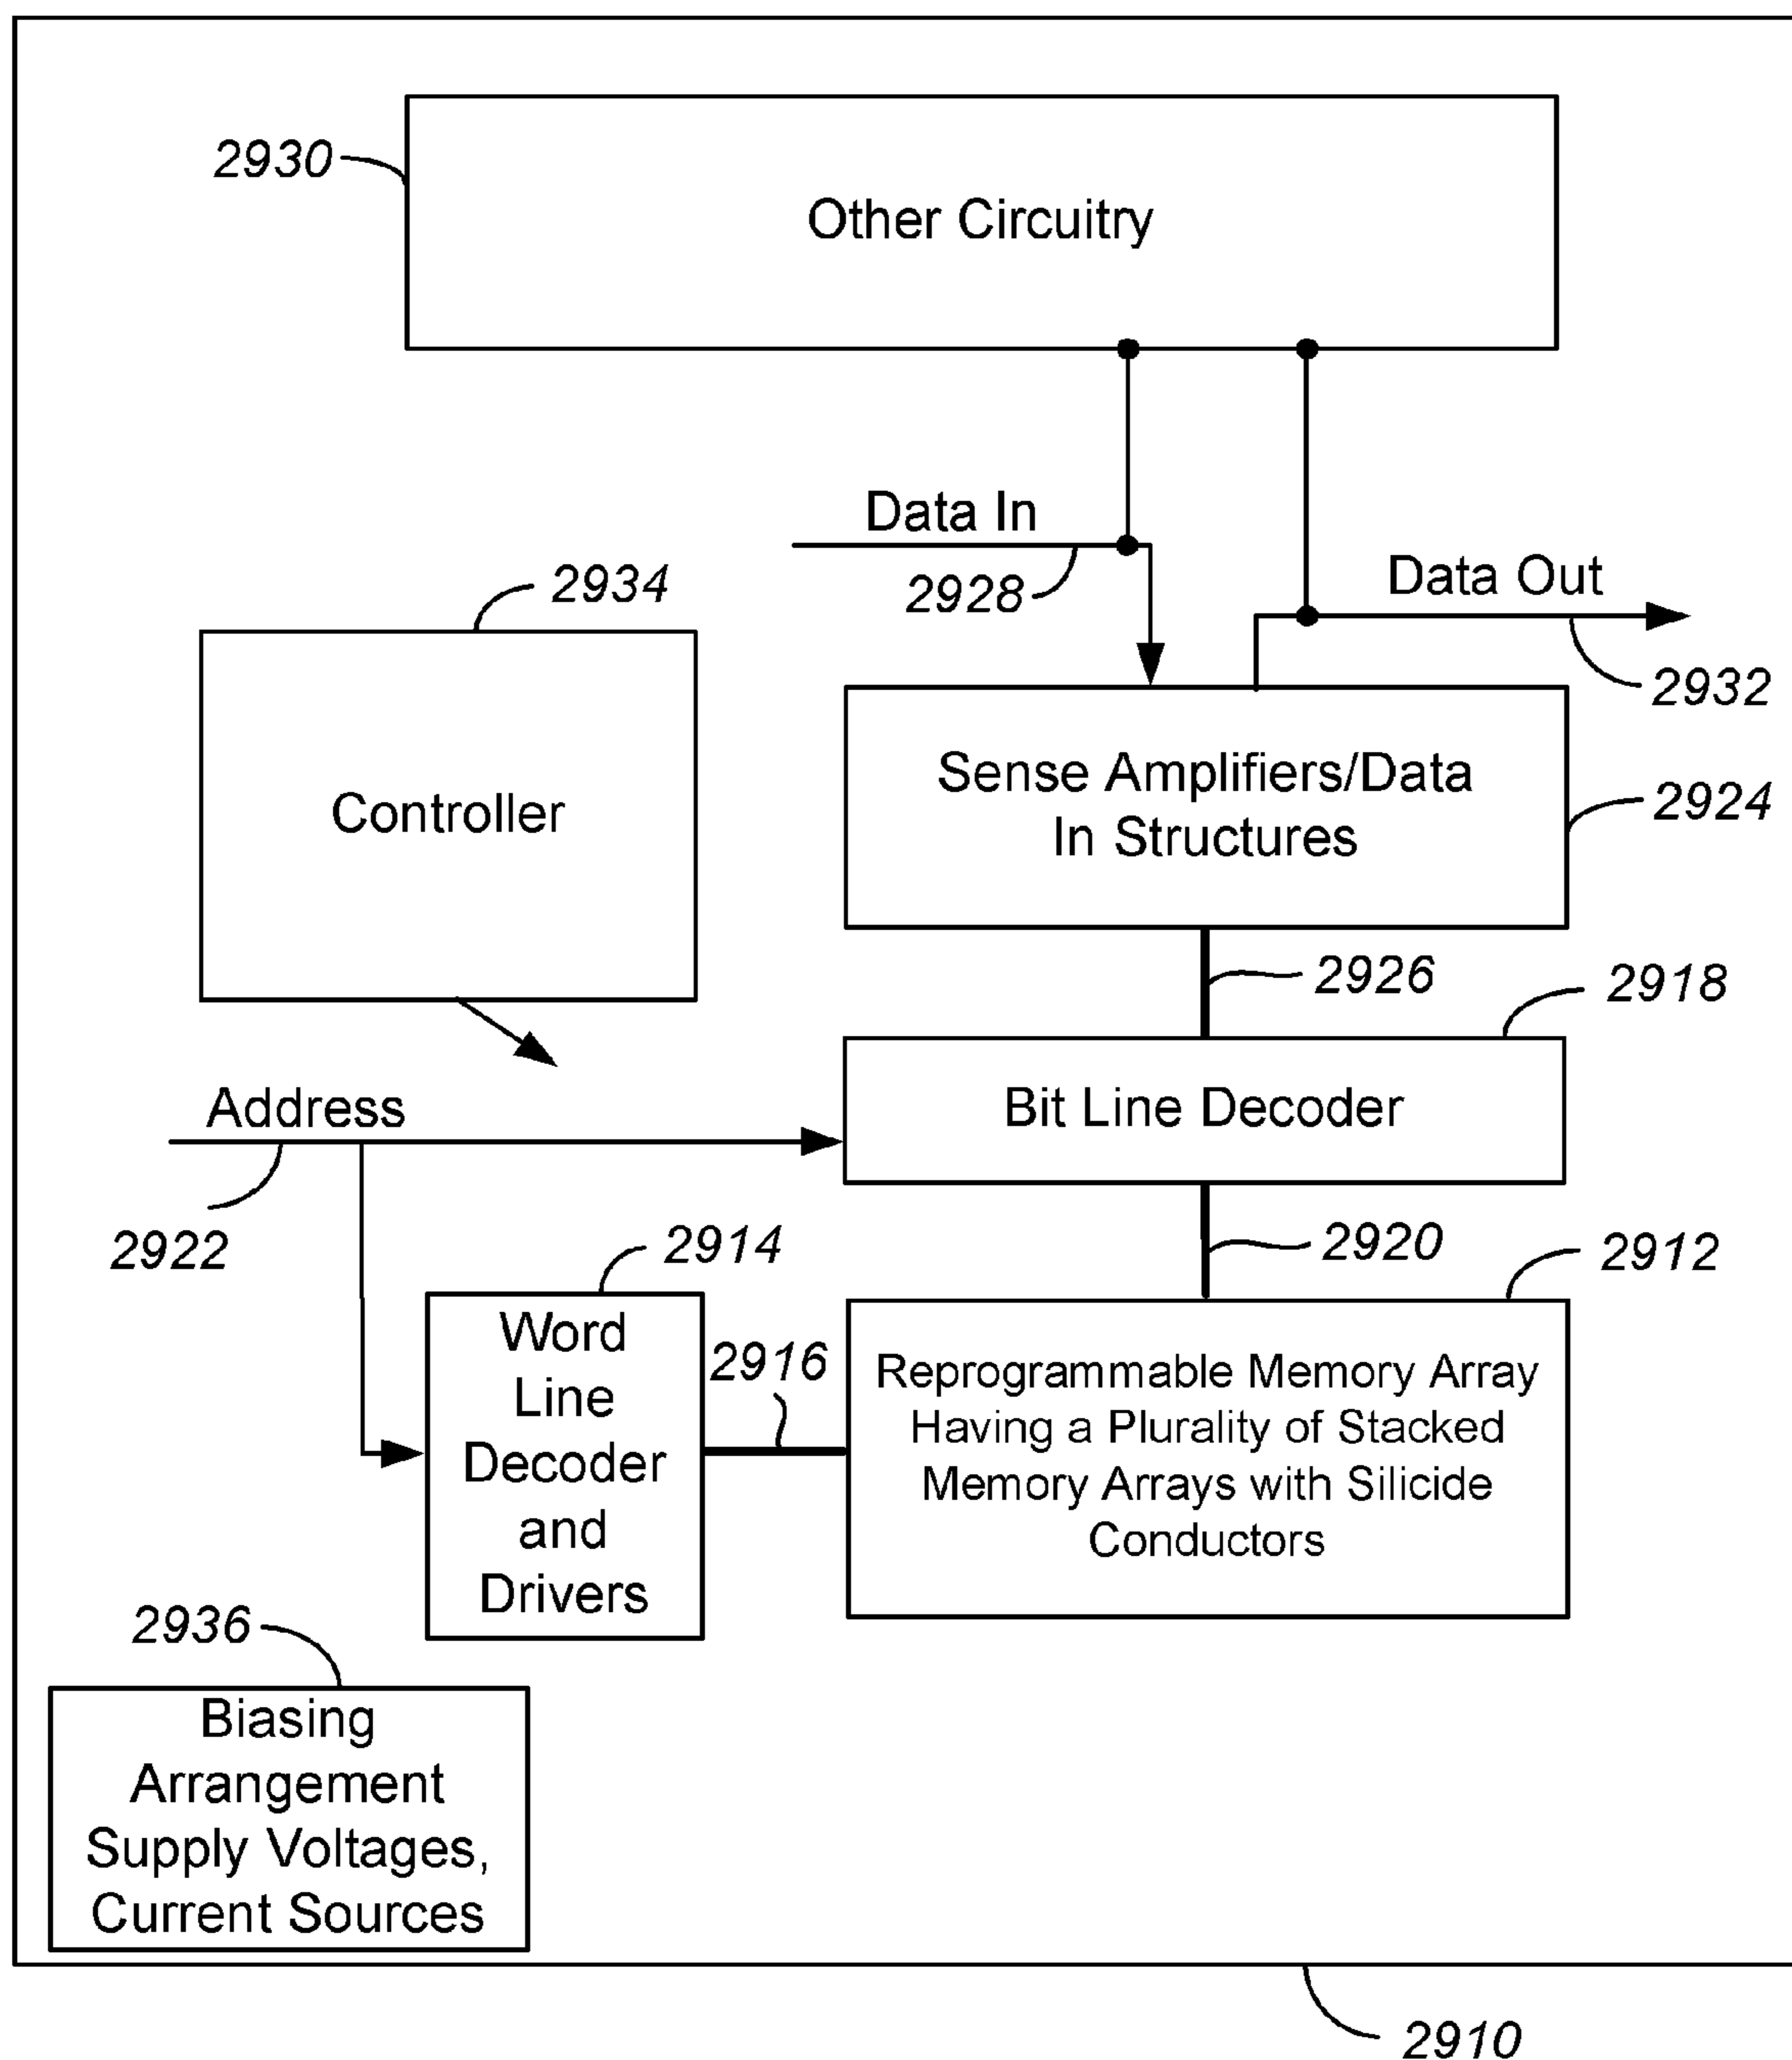 2930
Other Circuitry
Data In
2928
2934
Data Out
2932
Controller
Sense Amplifiers/Data
In Structures
2924
2926
2918
Address
Bit Line Decoder
2922
2914
2920
2912
Word
Line
Decoder
and
Drivers
2916
Reprogrammable Memory Array
Having a Plurality of Stacked
Memory Arrays with Silicide
Conductors
2936
Biasing
Arrangement
Supply Voltages,
Current Sources
2910